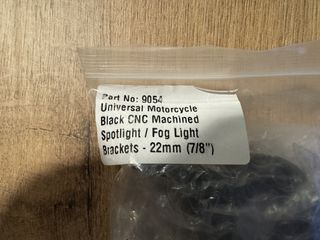 Part No: 9054
Universal Motorcycle
Black CNC Machined
Spotlight / Fog Light
Brackets - 22mm (7/8")